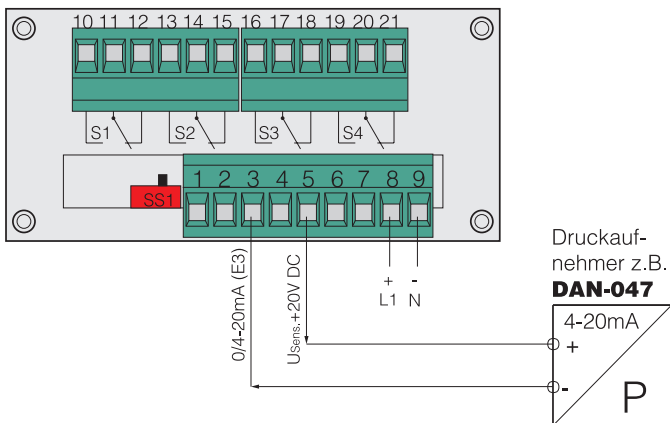 10 11 12 13 14 15 16 17 18 19 20 21
S1 S2 S3 S4
SS1
1 2 3 4 5 6 7 8 9
+ -
L1 N
0/4-20mA (E3)
USens.+20V DC
Druckauf-
nehmer z.B.
DAN-047
4-20mA
+
-
P